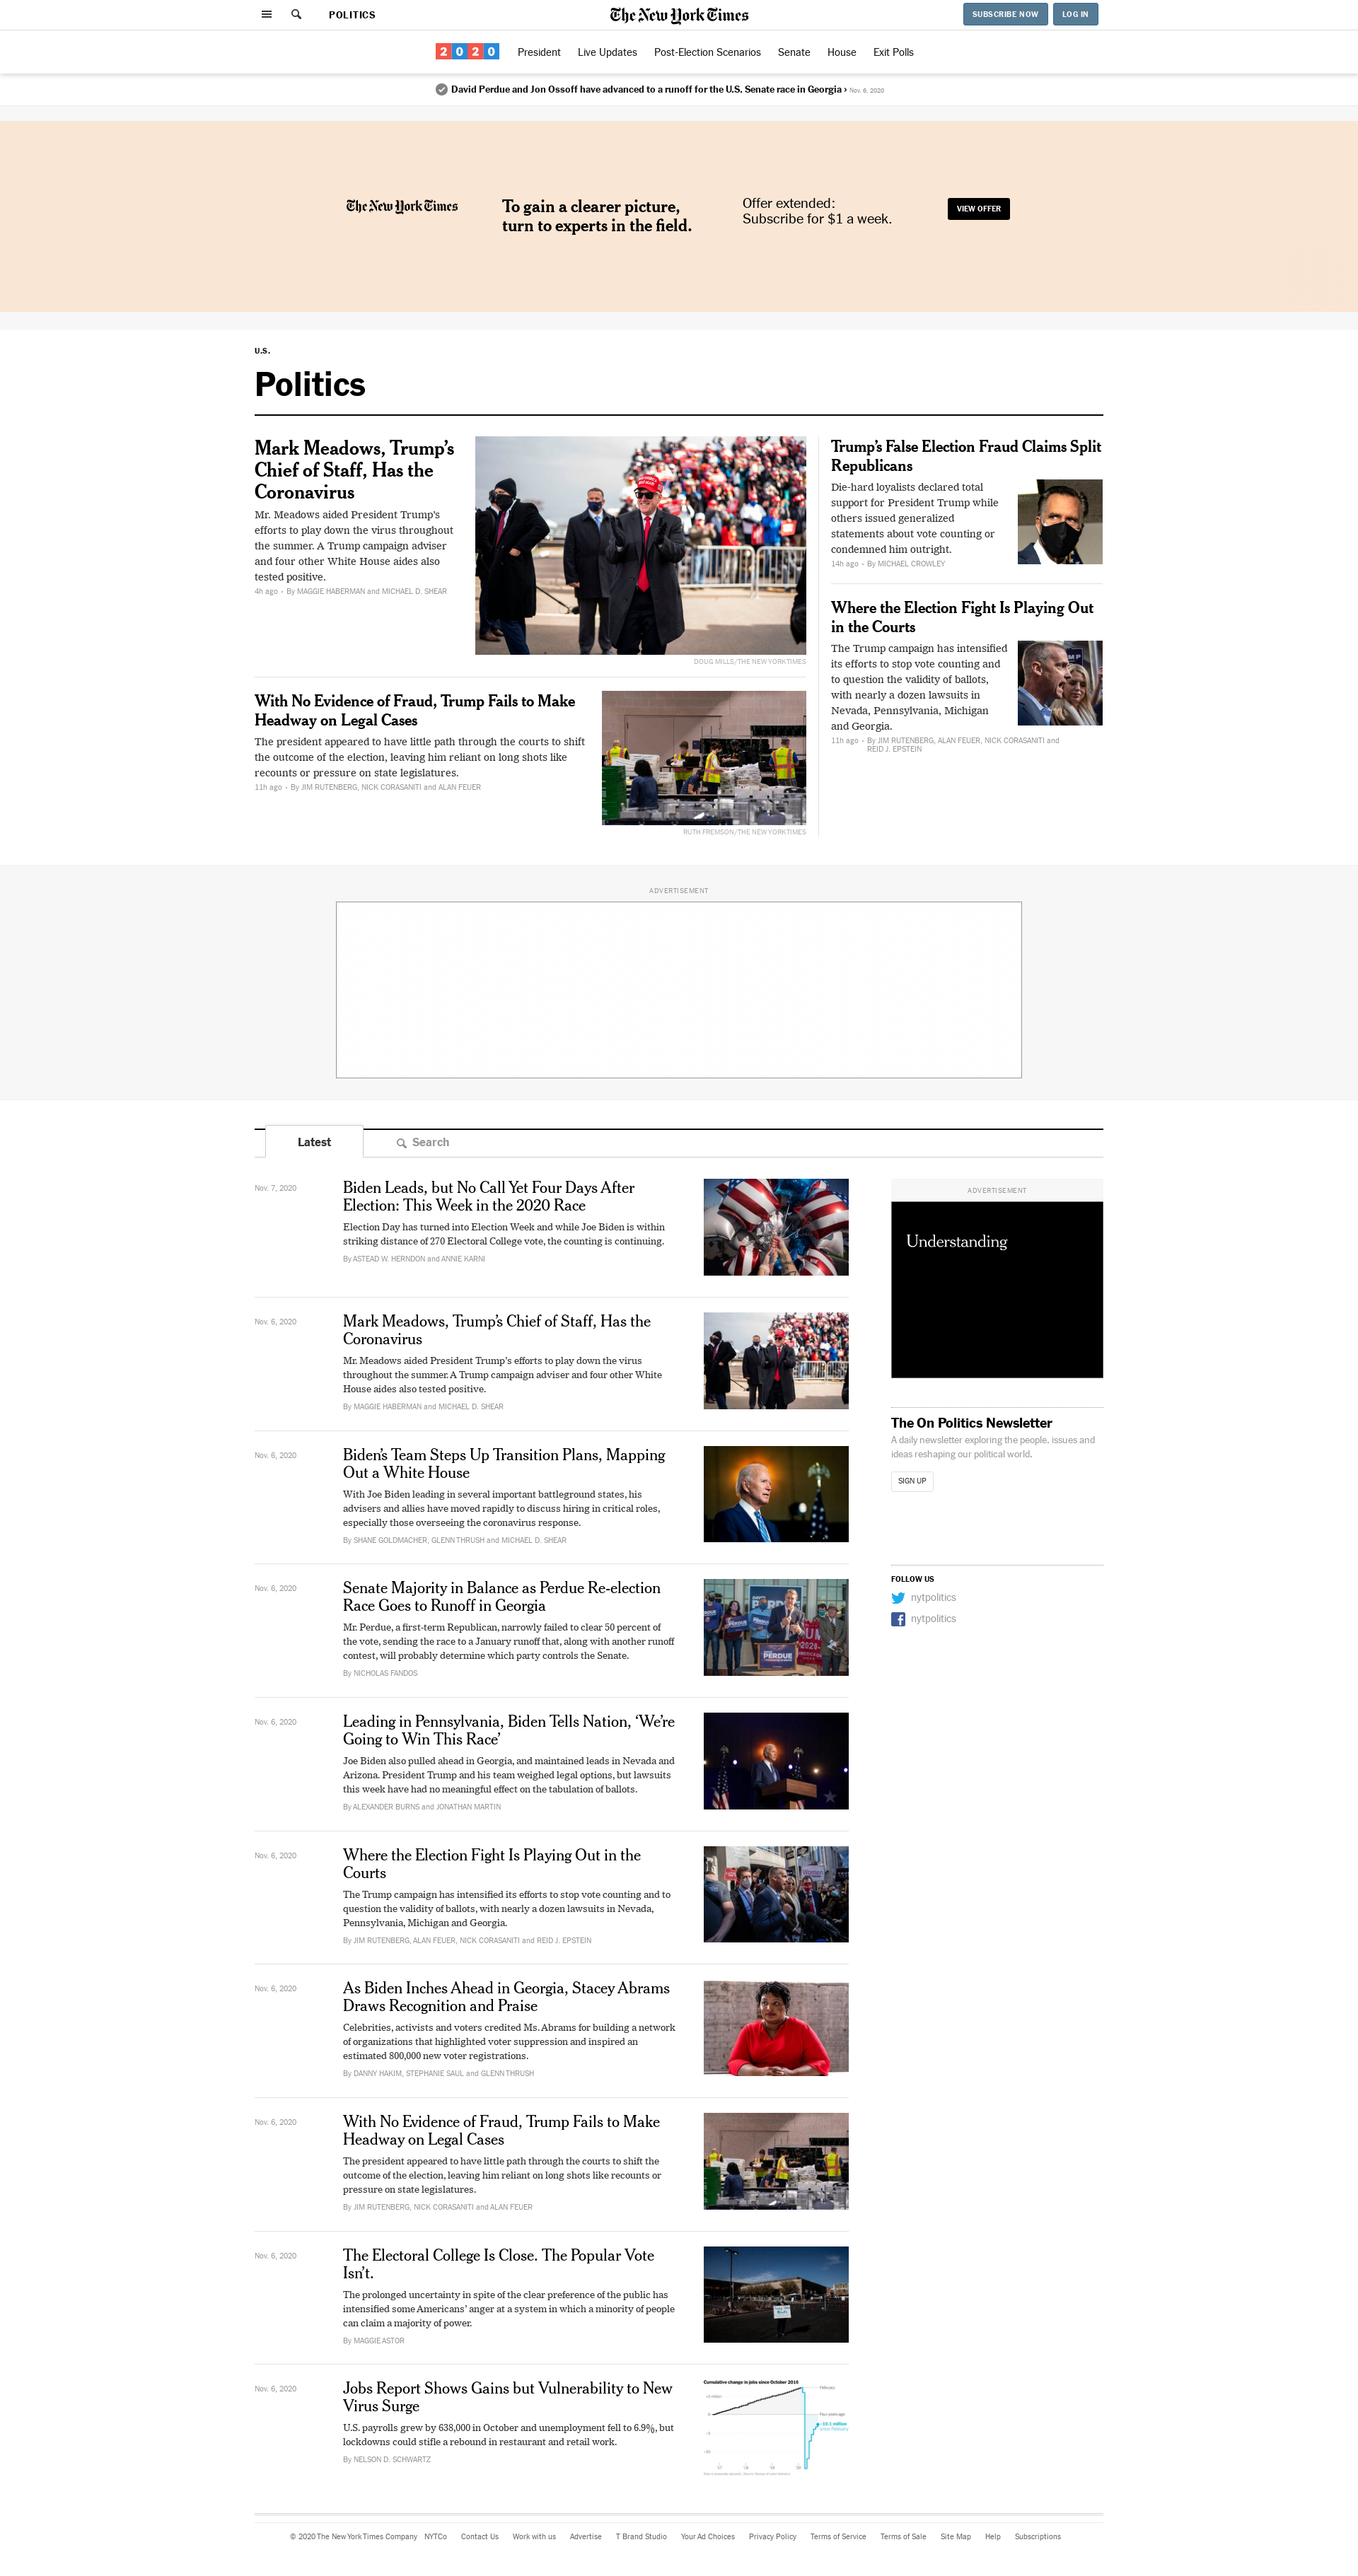 POLITICS
The New York Times
SUBSCRIBE NOW
LOG IN
2020
President
Live Updates
Post-Election Scenarios
Senate
House
Exit Polls
David Perdue and Jon Ossoff have advanced to a runoff for the U.S. Senate race in Georgia › Nov. 6, 2020
The New York Times
To gain a clearer picture,
turn to experts in the field.
Offer extended:
Subscribe for $1 a week.
VIEW OFFER
U.S.
Politics
Mark Meadows, Trump’s
Chief of Staff, Has the
Coronavirus
Mr. Meadows aided President Trump’s
efforts to play down the virus throughout
the summer. A Trump campaign adviser
and four other White House aides also
tested positive.
4h ago · By MAGGIE HABERMAN and MICHAEL D. SHEAR
DOUG MILLS/THE NEW YORK TIMES
With No Evidence of Fraud, Trump Fails to Make
Headway on Legal Cases
The president appeared to have little path through the courts to shift
the outcome of the election, leaving him reliant on long shots like
recounts or pressure on state legislatures.
11h ago · By JIM RUTENBERG, NICK CORASANITI and ALAN FEUER
RUTH FREMSON/THE NEW YORK TIMES
Trump’s False Election Fraud Claims Split
Republicans
Die-hard loyalists declared total
support for President Trump while
others issued generalized
statements about vote counting or
condemned him outright.
14h ago · By MICHAEL CROWLEY
Where the Election Fight Is Playing Out
in the Courts
The Trump campaign has intensified
its efforts to stop vote counting and
to question the validity of ballots,
with nearly a dozen lawsuits in
Nevada, Pennsylvania, Michigan
and Georgia.
11h ago · By JIM RUTENBERG, ALAN FEUER, NICK CORASANITI and
REID J. EPSTEIN
ADVERTISEMENT
Latest
Search
Nov. 7, 2020
Biden Leads, but No Call Yet Four Days After
Election: This Week in the 2020 Race
Election Day has turned into Election Week and while Joe Biden is within
striking distance of 270 Electoral College vote, the counting is continuing.
By ASTEAD W. HERNDON and ANNIE KARNI
Nov. 6, 2020
Mark Meadows, Trump’s Chief of Staff, Has the
Coronavirus
Mr. Meadows aided President Trump’s efforts to play down the virus
throughout the summer. A Trump campaign adviser and four other White
House aides also tested positive.
By MAGGIE HABERMAN and MICHAEL D. SHEAR
Nov. 6, 2020
Biden’s Team Steps Up Transition Plans, Mapping
Out a White House
With Joe Biden leading in several important battleground states, his
advisers and allies have moved rapidly to discuss hiring in critical roles,
especially those overseeing the coronavirus response.
By SHANE GOLDMACHER, GLENN THRUSH and MICHAEL D. SHEAR
Nov. 6, 2020
Senate Majority in Balance as Perdue Re-election
Race Goes to Runoff in Georgia
Mr. Perdue, a first-term Republican, narrowly failed to clear 50 percent of
the vote, sending the race to a January runoff that, along with another runoff
contest, will probably determine which party controls the Senate.
By NICHOLAS FANDOS
PERDUE
Nov. 6, 2020
Leading in Pennsylvania, Biden Tells Nation, ‘We’re
Going to Win This Race’
Joe Biden also pulled ahead in Georgia, and maintained leads in Nevada and
Arizona. President Trump and his team weighed legal options, but lawsuits
this week have had no meaningful effect on the tabulation of ballots.
By ALEXANDER BURNS and JONATHAN MARTIN
Nov. 6, 2020
Where the Election Fight Is Playing Out in the
Courts
The Trump campaign has intensified its efforts to stop vote counting and to
question the validity of ballots, with nearly a dozen lawsuits in Nevada,
Pennsylvania, Michigan and Georgia.
By JIM RUTENBERG, ALAN FEUER, NICK CORASANITI and REID J. EPSTEIN
Nov. 6, 2020
As Biden Inches Ahead in Georgia, Stacey Abrams
Draws Recognition and Praise
Celebrities, activists and voters credited Ms. Abrams for building a network
of organizations that highlighted voter suppression and inspired an
estimated 800,000 new voter registrations.
By DANNY HAKIM, STEPHANIE SAUL and GLENN THRUSH
Nov. 6, 2020
With No Evidence of Fraud, Trump Fails to Make
Headway on Legal Cases
The president appeared to have little path through the courts to shift the
outcome of the election, leaving him reliant on long shots like recounts or
pressure on state legislatures.
By JIM RUTENBERG, NICK CORASANITI and ALAN FEUER
Nov. 6, 2020
The Electoral College Is Close. The Popular Vote
Isn’t.
The prolonged uncertainty in spite of the clear preference of the public has
intensified some Americans’ anger at a system in which a minority of people
can claim a majority of power.
By MAGGIE ASTOR
Nov. 6, 2020
Jobs Report Shows Gains but Vulnerability to New
Virus Surge
U.S. payrolls grew by 638,000 in October and unemployment fell to 6.9%, but
lockdowns could stifle a rebound in restaurant and retail work.
By NELSON D. SCHWARTZ
Cumulative change in jobs since October 2016
ADVERTISEMENT
Understanding
The On Politics Newsletter
A daily newsletter exploring the people, issues and
ideas reshaping our political world.
SIGN UP
FOLLOW US
nytpolitics
nytpolitics
© 2020 The New York Times Company
NYTCo
Contact Us
Work with us
Advertise
T Brand Studio
Your Ad Choices
Privacy Policy
Terms of Service
Terms of Sale
Site Map
Help
Subscriptions